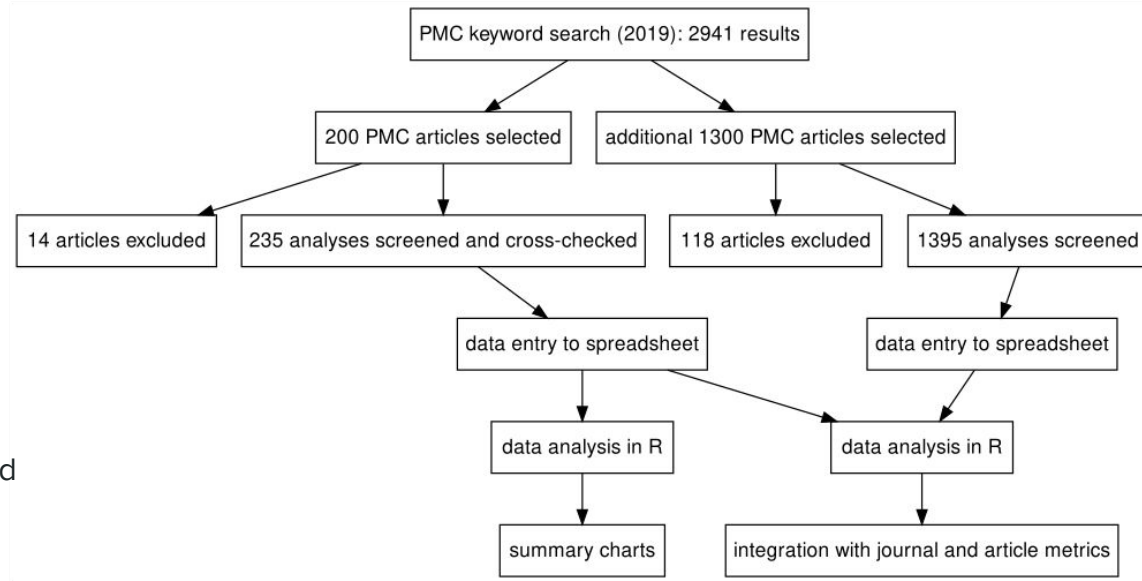 PMC keyword search (2019): 2941 results
200 PMC articles selected
additional 1300 PMC articles selected
14 articles excluded
235 analyses screened and cross-checked
118 articles excluded
1395 analyses screened
data entry to spreadsheet
data entry to spreadsheet
data analysis in R
data analysis in R
d
summary charts
integration with journal and article metrics